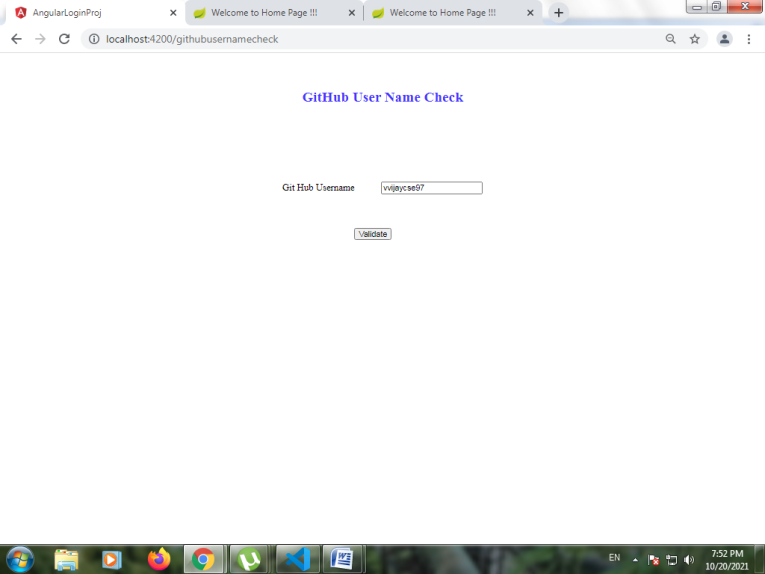 AngularLoginProj
Welcome to Home Page !!!
Welcome to Home Page !!!
localhost:4200/githubusernamecheck
GitHub User Name Check
Git Hub Username
vvijaycse97
Validate
EN
7:52 PM
10/20/2021